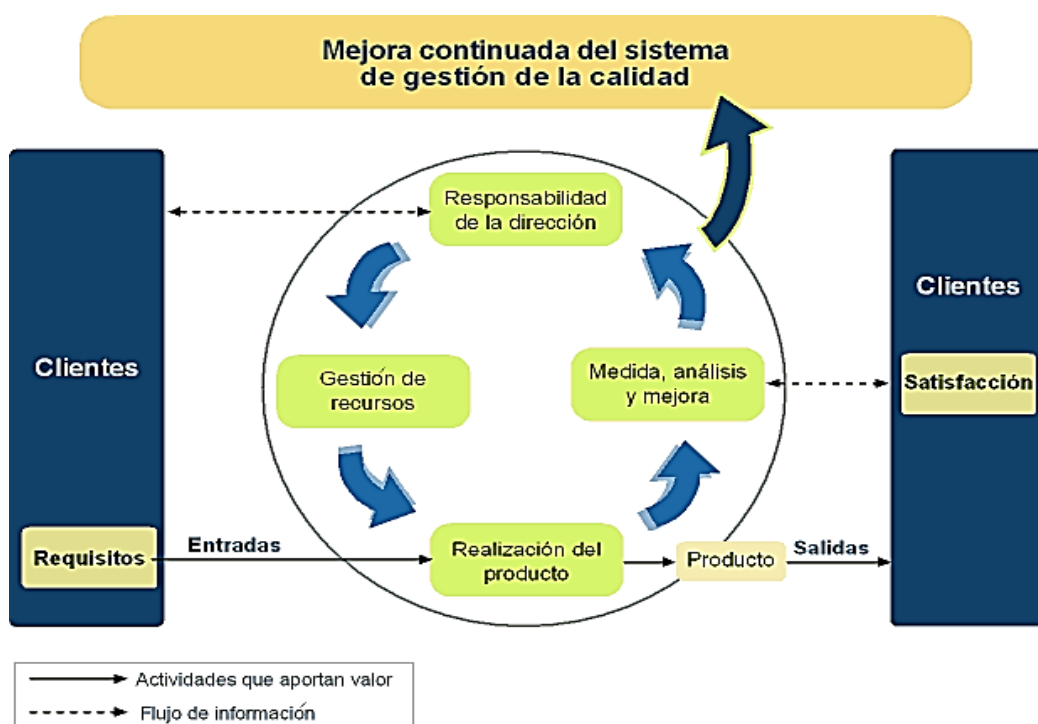 Mejora continuada del sistema
de gestión de la calidad
Responsabilidad
de la dirección
Clientes
Clientes
Gestión de
recursos
Medida, análisis
y mejora
Satisfacción
Requisitos
Entradas
Realización del
producto
Producto
Salidas
Actividades que aportan valor
Flujo de información